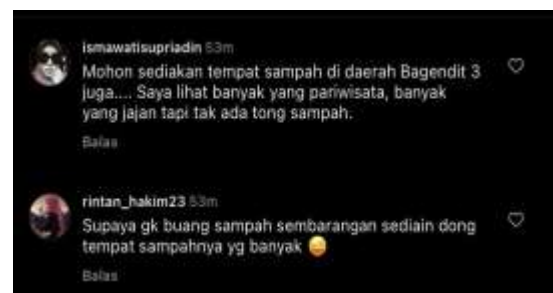 ismawatisupriadin 53m
Mohon sediakan tempat sampah di daerah Bagendit 3
juga.... Saya lihat banyak yang pariwisata, banyak
yang jajan tapi tak ada tong sampah.
Balas
rintan_hakim23 53m
Supaya gk buang sampah sembarangan sediain dong
tempat sampahnya yg banyak 😄
Balas